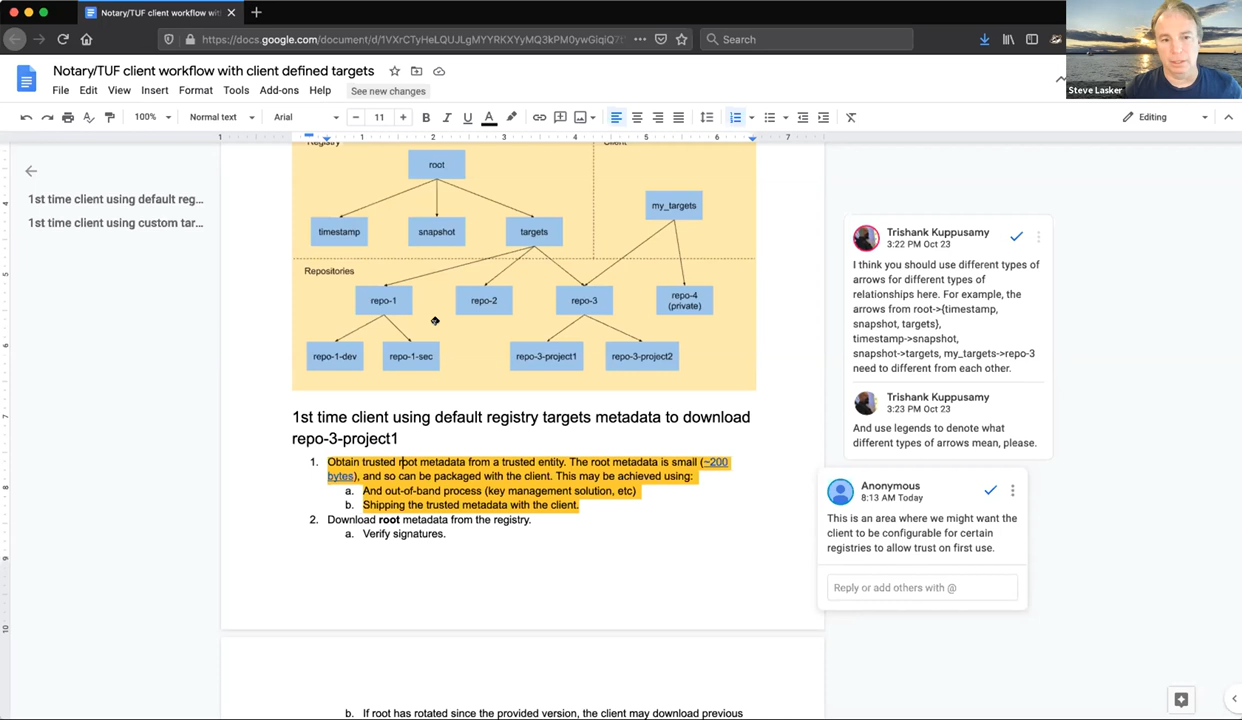 Notary/TUF client workflow wit
https://docs.google.com/document/d/1VXrCTyHeLQUJLgMYYRKXYyMQ3kPM0ywGiqiQ7
Search
Steve Lasker
Notary/TUF client workflow with client defined targets
File Edit View Insert Format Tools Add-ons Help See new changes
100% Normal text Arial 11 Editing
1 1 2 3 4 5 6 7
1st time client using default reg...
1st time client using custom tar...
Registry Client
root
my_targets
timestamp snapshot targets
Repositories
repo-1 repo-2 repo-3 repo-4
(private)
repo-1-dev repo-1-sec repo-3-project1 repo-3-project2
1st time client using default registry targets metadata to download
repo-3-project1
1. Obtain trusted root metadata from a trusted entity. The root metadata is small (~200
bytes), and so can be packaged with the client. This may be achieved using:
a. And out-of-band process (key management solution, etc)
b. Shipping the trusted metadata with the client.
2. Download root metadata from the registry.
a. Verify signatures.
b. If root has rotated since the provided version, the client may download previous
Trishank Kuppusamy
3:22 PM Oct 23
I think you should use different types of
arrows for different types of
relationships here. For example, the
arrows from root->{timestamp,
snapshot, targets},
timestamp->snapshot,
snapshot->targets, my_targets->repo-3
need to different from each other.
Trishank Kuppusamy
3:23 PM Oct 23
And use legends to denote what
different types of arrows mean, please.
Anonymous
8:13 AM Today
This is an area where we might want the
client to be configurable for certain
registries to allow trust on first use.
Reply or add others with @